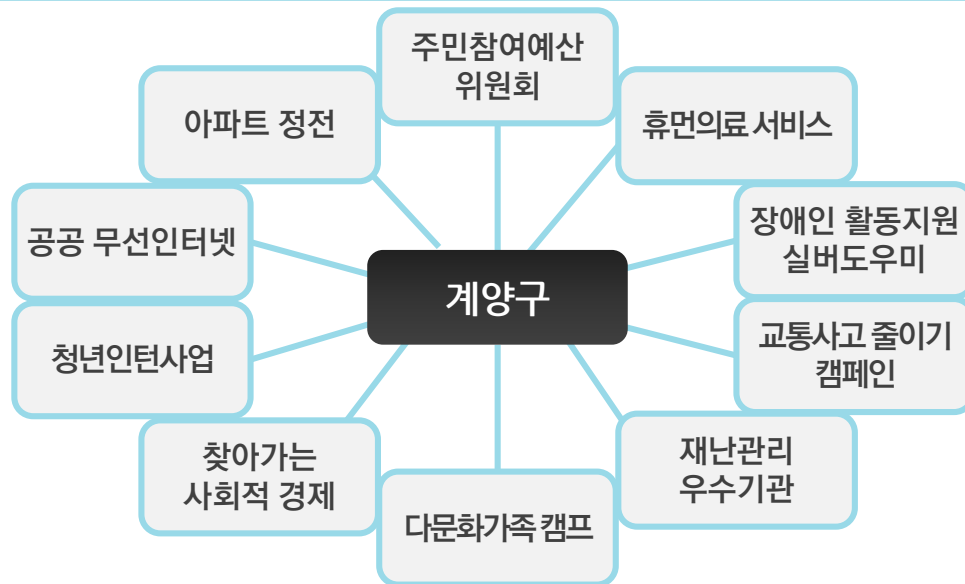 주민참여예산
위원회
아파트 정전
휴먼의료 서비스
공공 무선인터넷
장애인 활동지원
실버도우미
계양구
청년인턴사업
교통사고 줄이기
캠페인
찾아가는
사회적 경제
재난관리
우수기관
다문화가족 캠프